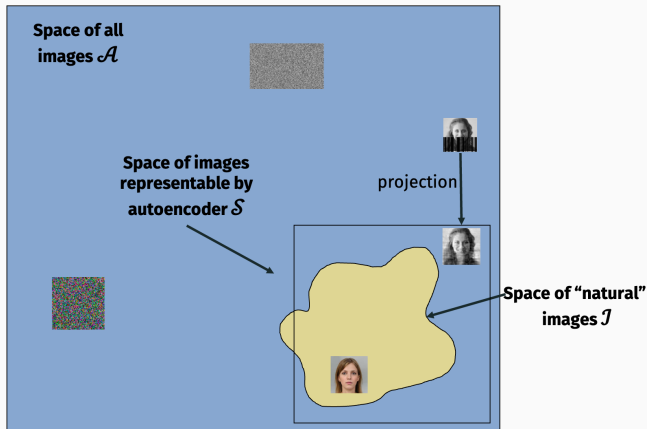 Space of all
images 𝒜
projection
Space of images
representable by
autoencoder 𝒮
Space of “natural”
images ℐ